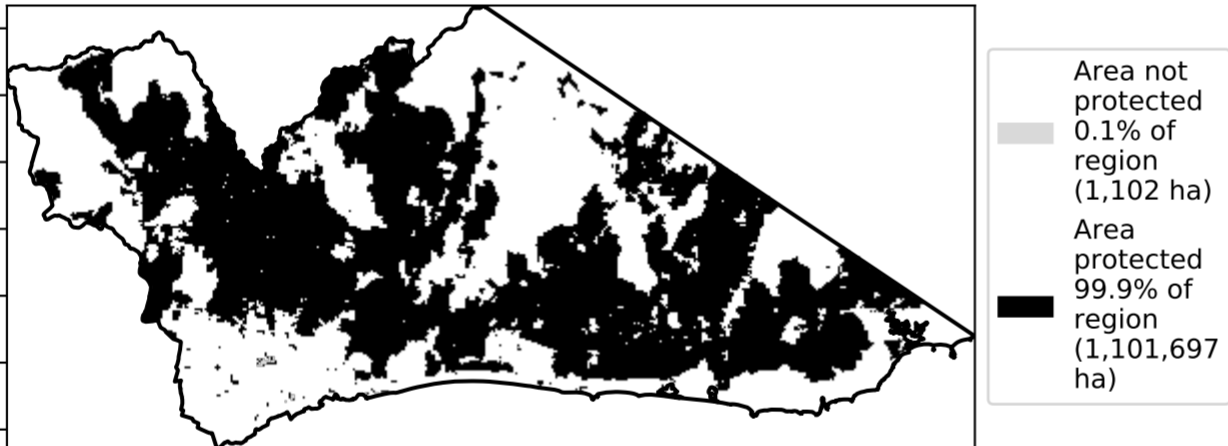 Area not
protected
0.1% of
region
(1,102 ha)
Area
protected
99.9% of
region
(1,101,697
ha)